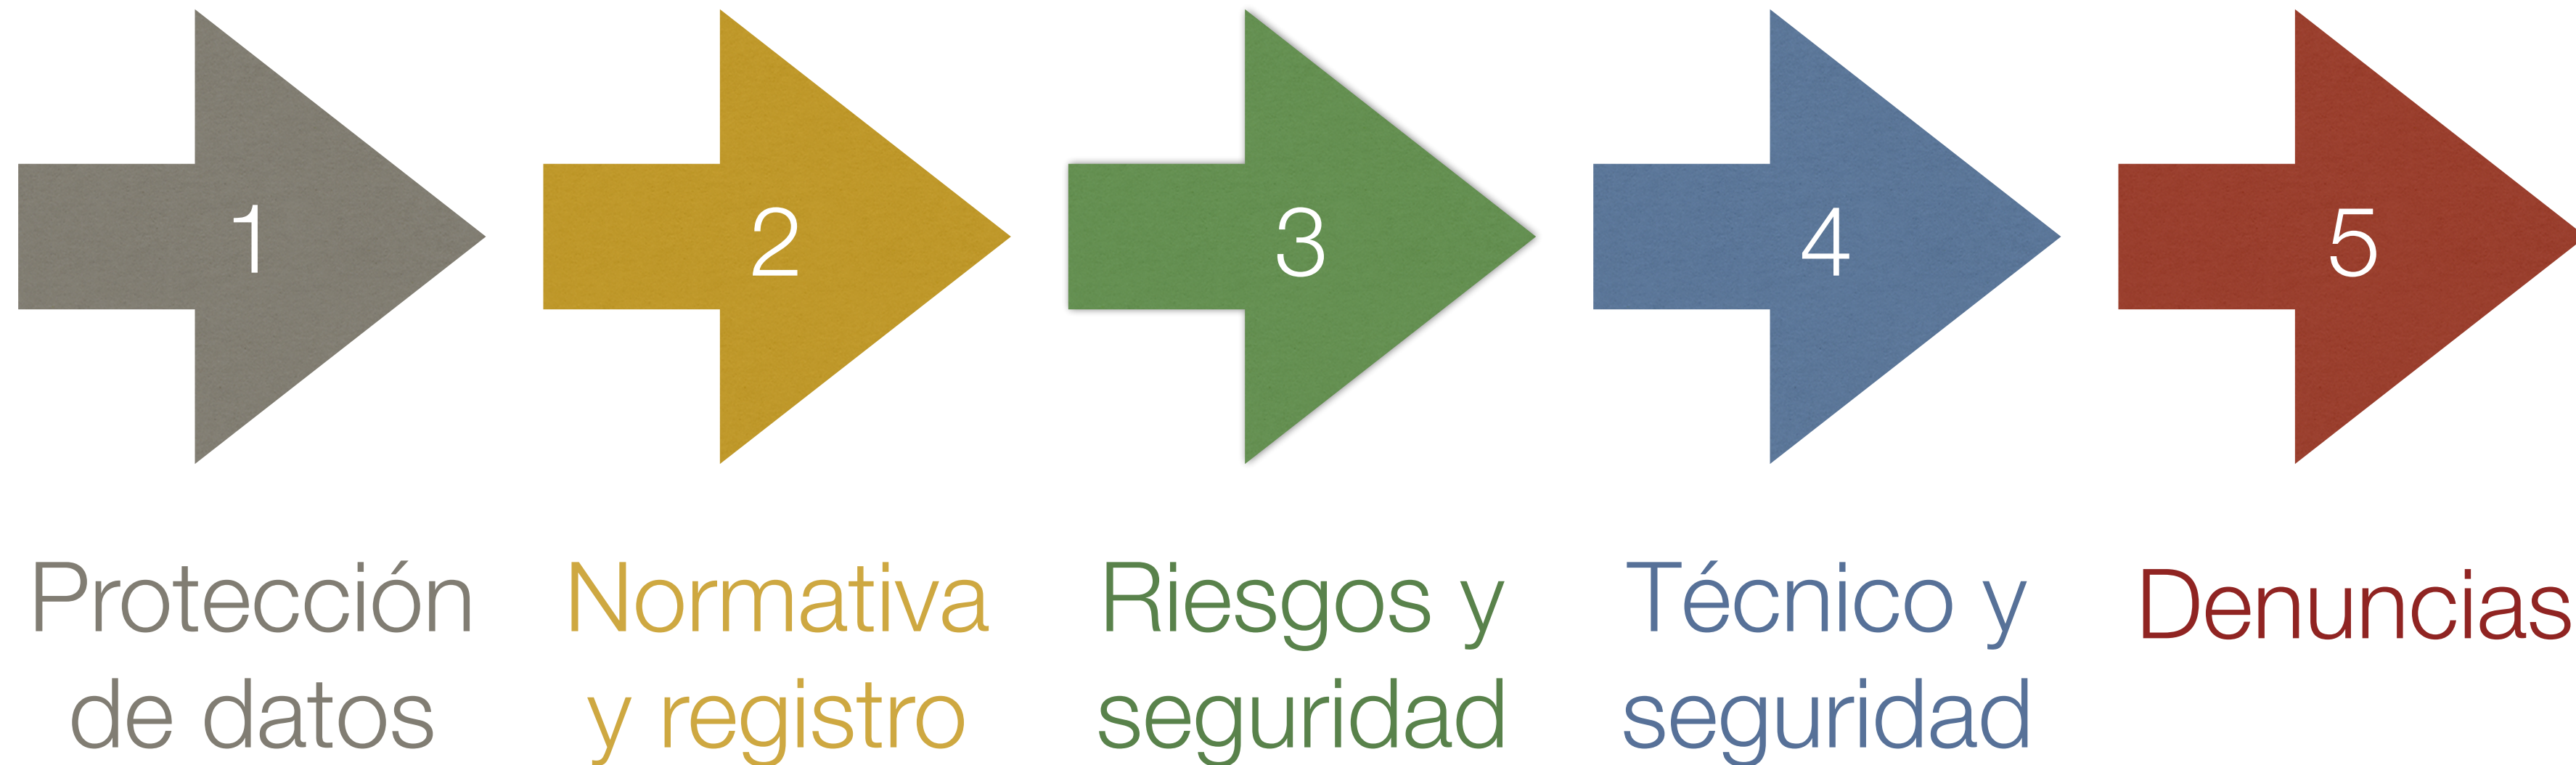 1
2
3
4
5
Protección
de datos
Normativa
y registro
Riesgos y
seguridad
Técnico y
seguridad
Denuncias